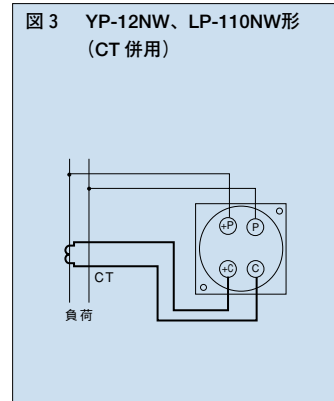 図 3 YP-12NW、LP-110NW形
（CT 併用）
+P P
+C C
CT
負荷